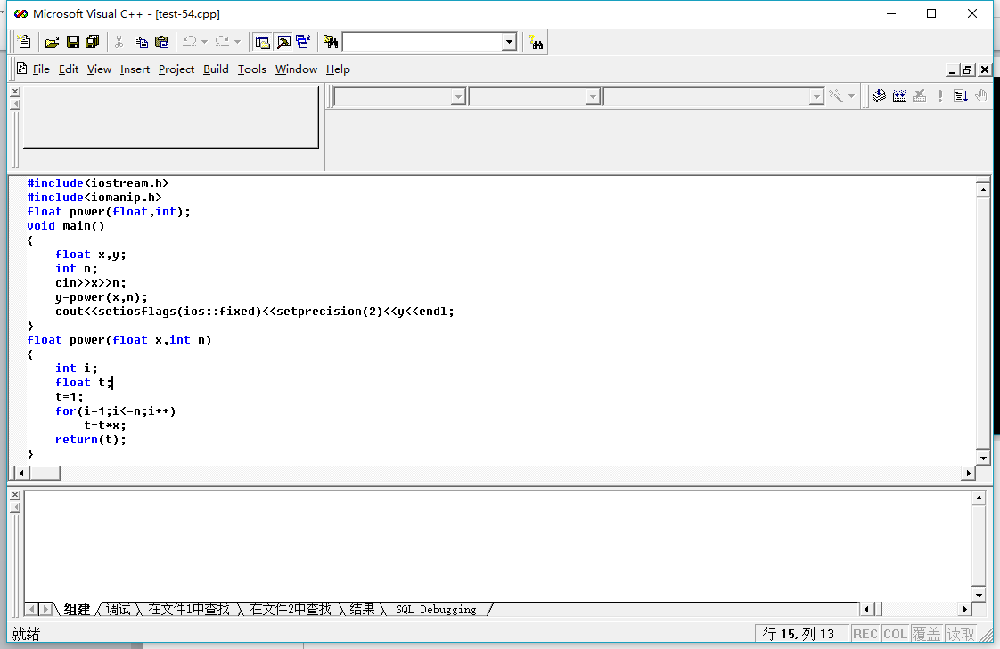 Microsoft Visual C++ - [test-54.cpp]
File Edit View Insert Project Build Tools Window Help
#include<iostream.h>
#include<iomanip.h>
float power(float,int);
void main()
{
    float x,y;
    int n;
    cin>>x>>n;
    y=power(x,n);
    cout<<setiosflags(ios::fixed)<<setprecision(2)<<y<<endl;
}
float power(float x,int n)
{
    int i;
    float t;
    t=1;
    for(i=1;i<=n;i++)
        t=t*x;
    return(t);
}
组建 调试 在文件1中查找 在文件2中查找 结果 SQL Debugging
就绪 行 15, 列 13 REC COL 覆盖 读取